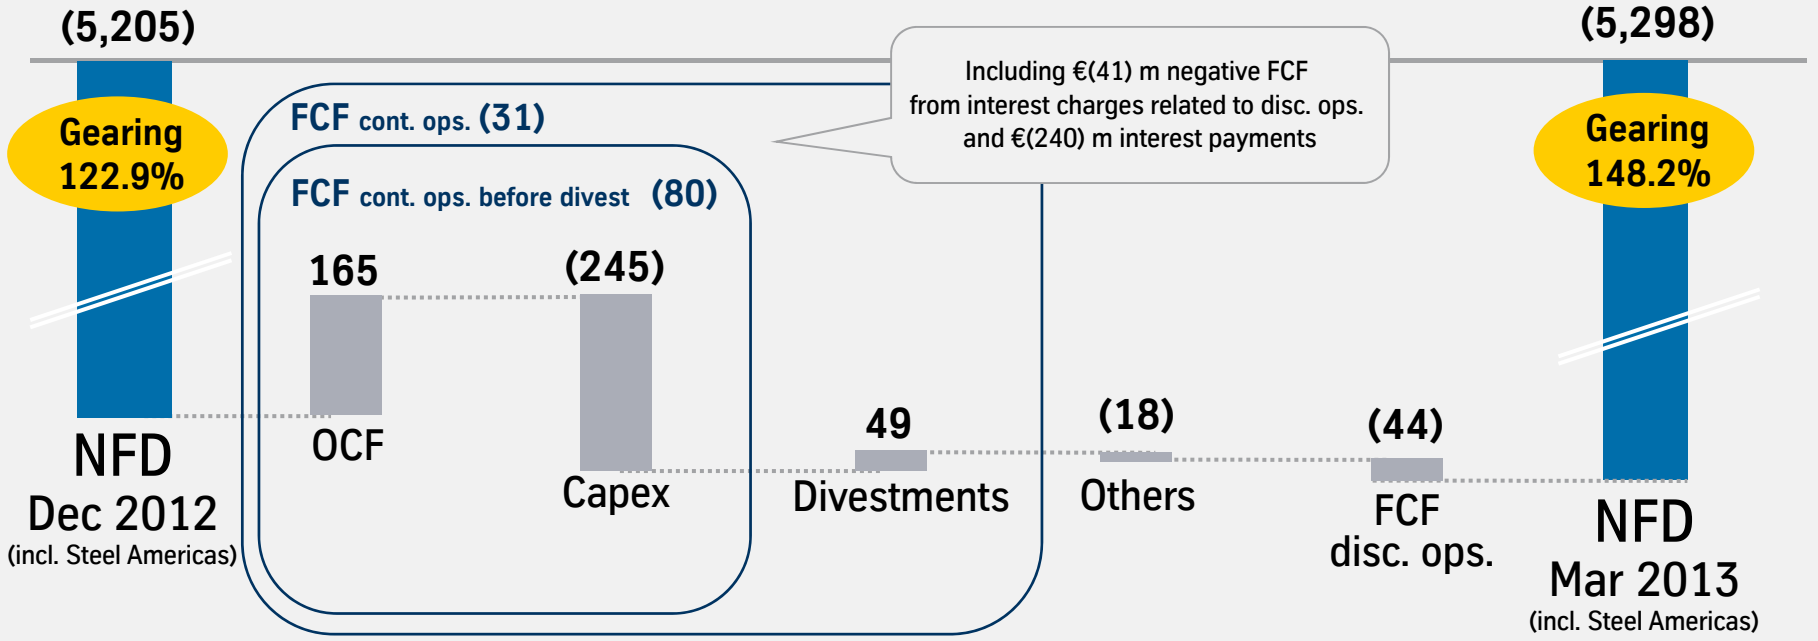 (5,205)
(5,298)
Including €(41) m negative FCF
from interest charges related to disc. ops.
and €(240) m interest payments
Gearing
122.9%
FCF cont. ops. (31)
Gearing
148.2%
FCF cont. ops. before divest (80)
165
(245)
49
(18)
(44)
NFD
Dec 2012
(incl. Steel Americas)
OCF
Capex
Divestments
Others
FCF
disc. ops.
NFD
Mar 2013
(incl. Steel Americas)